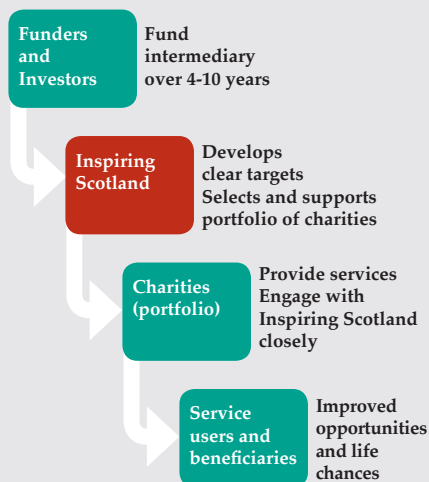 Funders
and
Investors
Fund
intermediary
over 4-10 years
Inspiring
Scotland
Develops
clear targets
Selects and supports
portfolio of charities
Charities
(portfolio)
Provide services
Engage with
Inspiring Scotland
closely
Service
users and
beneficiaries
Improved
opportunities
and life
chances